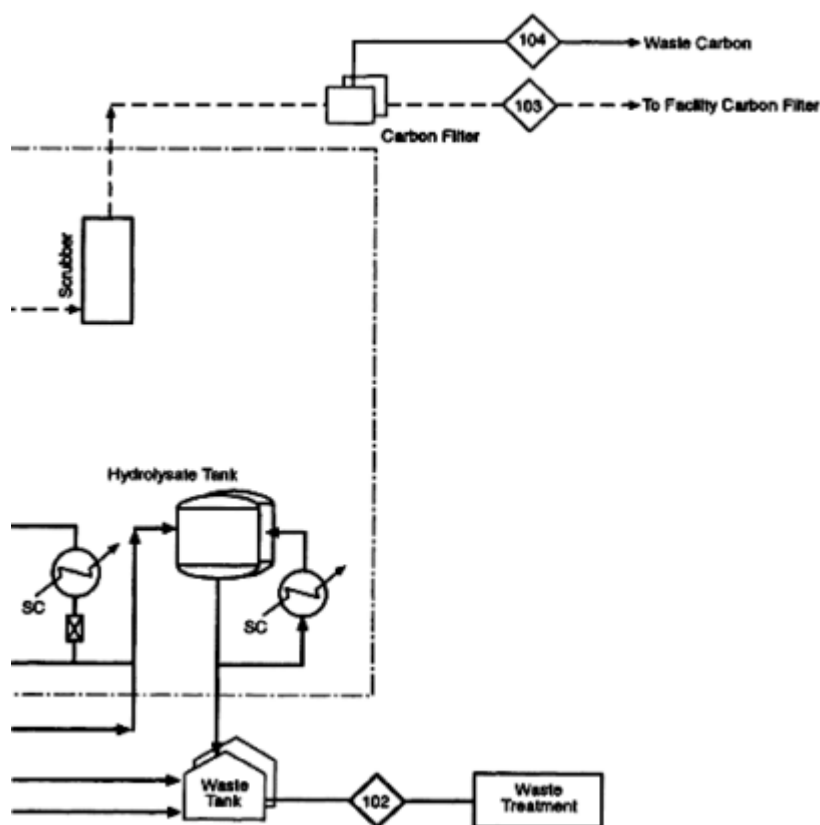 104
Waste Carbon
103
To Facility Carbon Filter
Carbon Filter
Scrubber
Hydrolysate Tank
SC
SC
Waste
Tank
102
Waste
Treatment